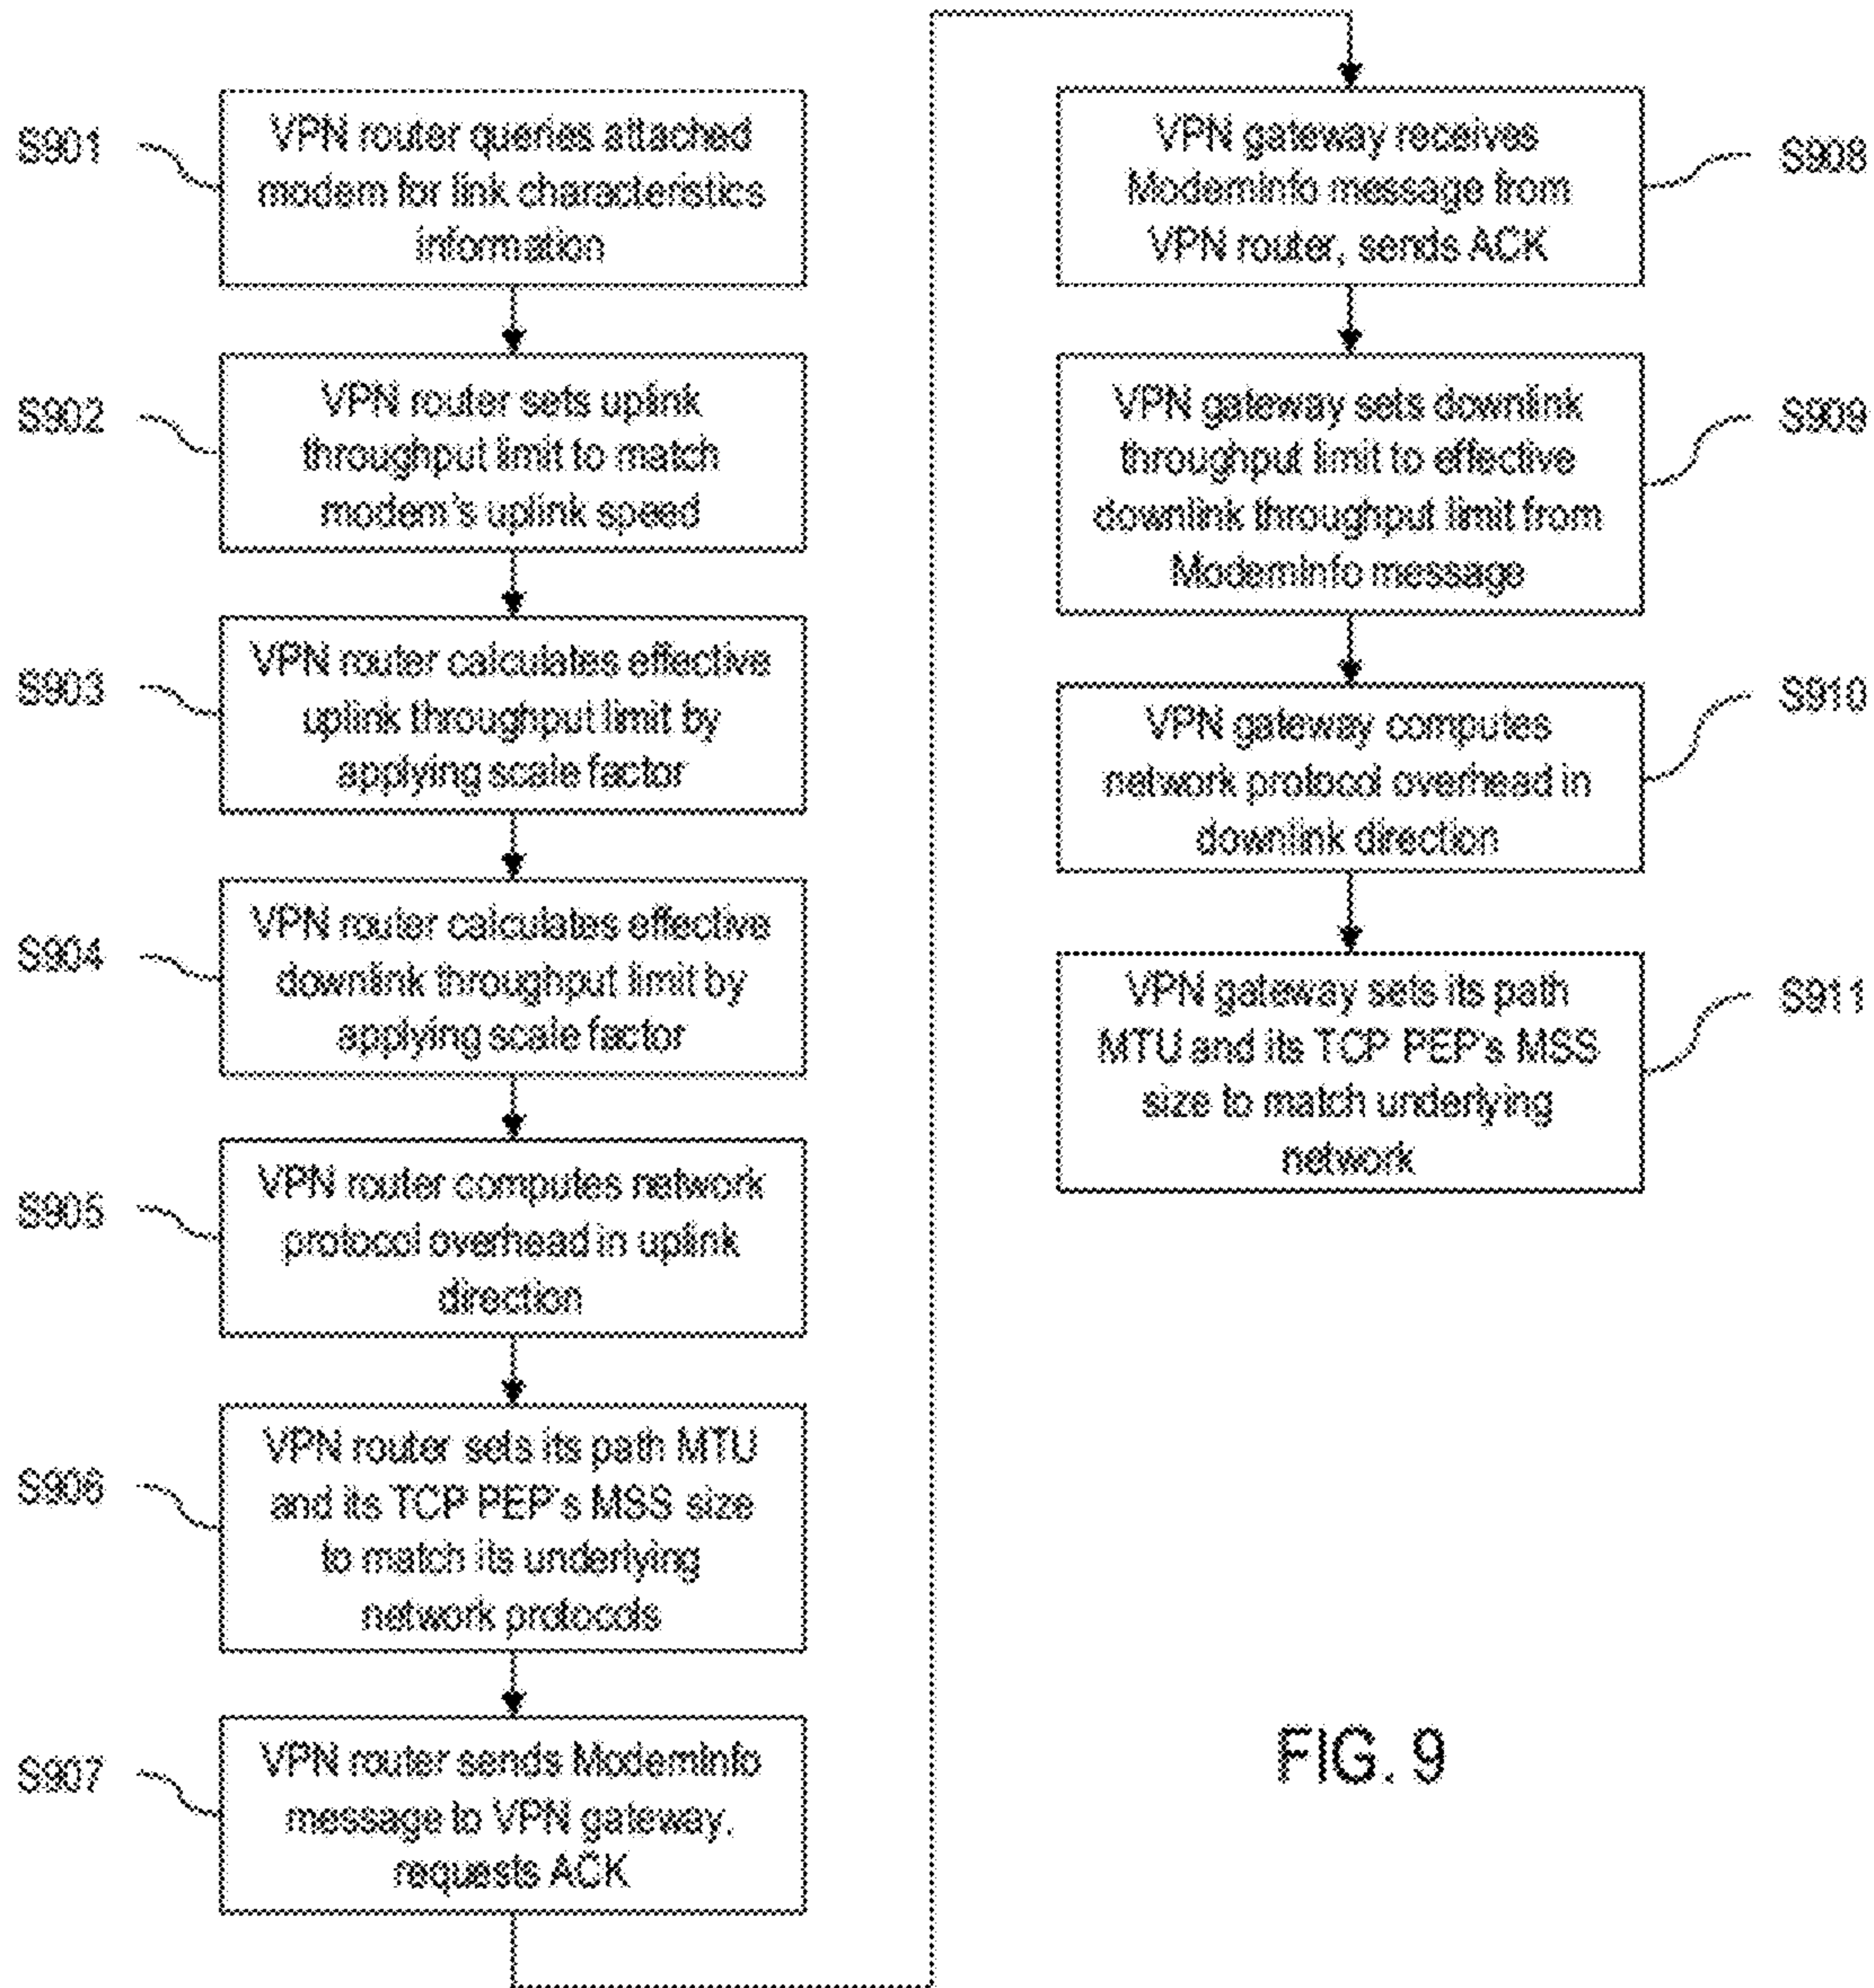 S901
VPN router queries attached
modem for link characteristics
information
S902
VPN router sets uplink
throughput limit to match
modem's uplink speed
S903
VPN router calculates effective
uplink throughput limit by
applying scale factor
S904
VPN router calculates effective
downlink throughput limit by
applying scale factor
S905
VPN router computes network
protocol overhead in uplink
direction
S906
VPN router sets its path MTU
and its TCP PEP's MSS size
to match its underlying
network protocols
S907
VPN router sends ModemInfo
message to VPN gateway,
requests ACK
VPN gateway receives
ModemInfo message from
VPN router, sends ACK
S908
VPN gateway sets downlink
throughput limit to effective
downlink throughput limit from
ModemInfo message
S909
VPN gateway computes
network protocol overhead in
downlink direction
S910
VPN gateway sets its path
MTU and its TCP PEP's MSS
size to match underlying
network
S911
FIG. 9